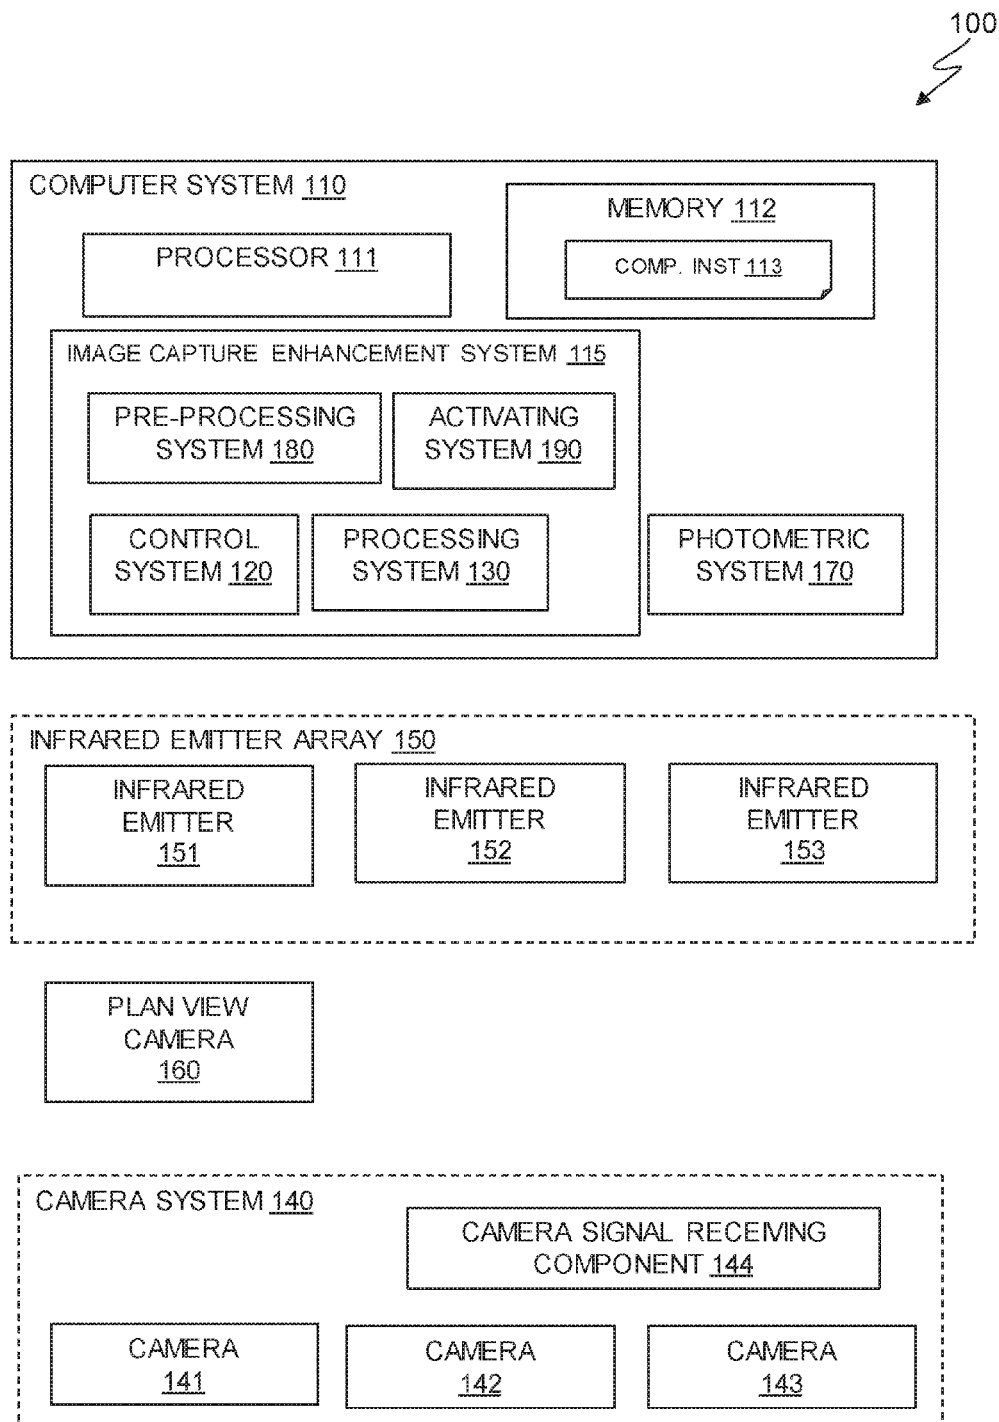 100
COMPUTER SYSTEM 110
MEMORY 112
PROCESSOR 111
COMP. INST 113
IMAGE CAPTURE ENHANCEMENT SYSTEM 115
PRE-PROCESSING
SYSTEM 180
ACTIVATING
SYSTEM 190
CONTROL
SYSTEM 120
PROCESSING
SYSTEM 130
PHOTOMETRIC
SYSTEM 170
INFRARED EMITTER ARRAY 150
INFRARED
EMITTER
151
INFRARED
EMITTER
152
INFRARED
EMITTER
153
PLAN VIEW
CAMERA
160
CAMERA SYSTEM 140
CAMERA SIGNAL RECEIVING
COMPONENT 144
CAMERA
141
CAMERA
142
CAMERA
143